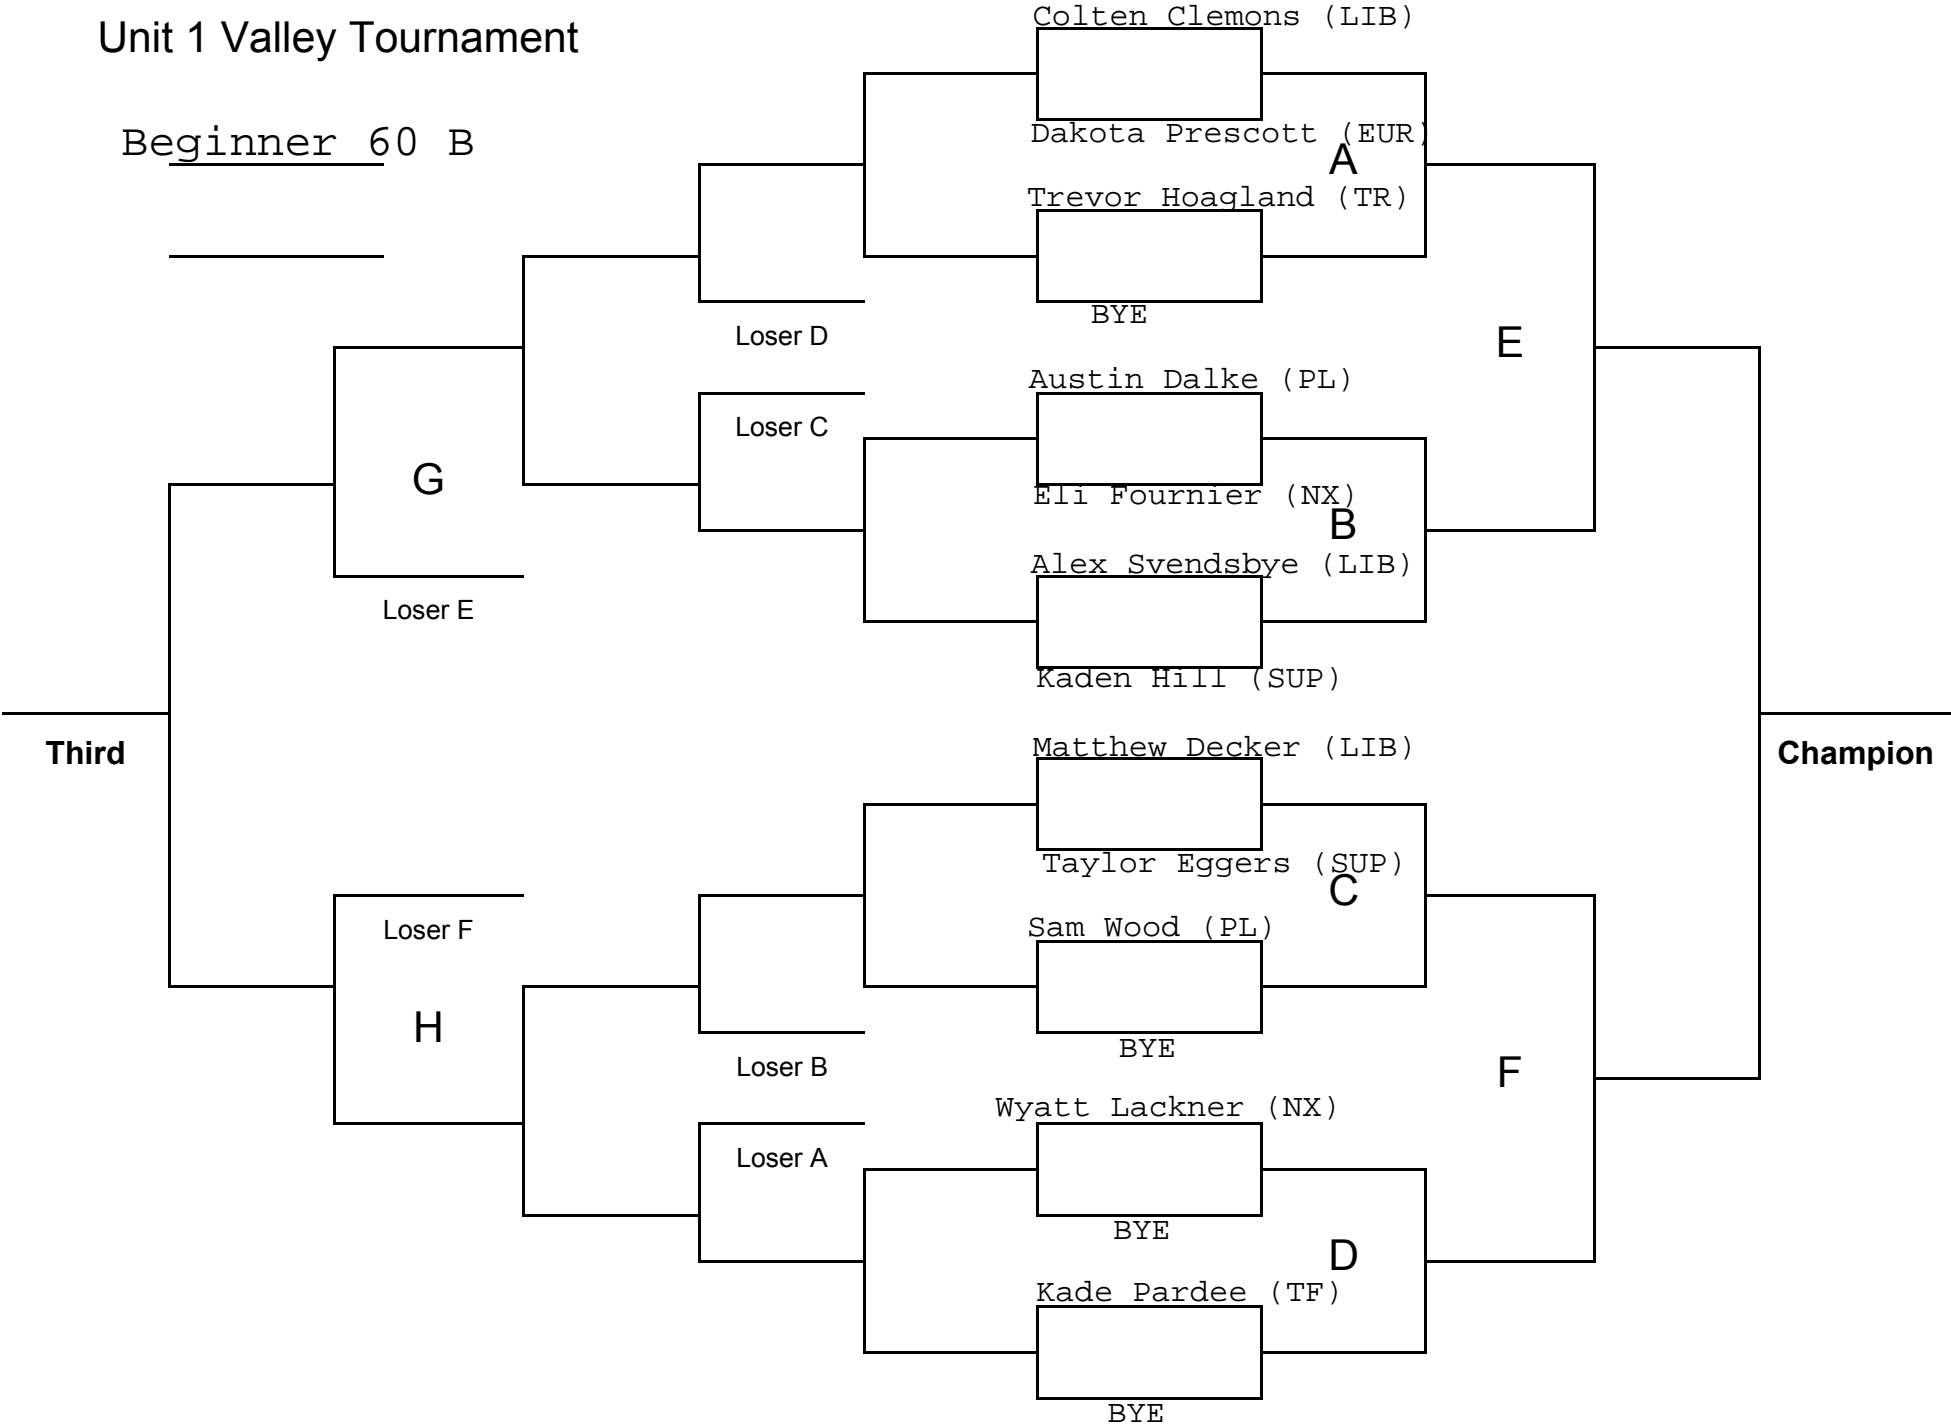 Unit 1 Valley Tournament
Beginner 60 B
Colten Clemons (LIB)
Dakota Prescott (EUR)
A
Trevor Hoagland (TR)
BYE
Loser D
E
Austin Dalke (PL)
Loser C
G
Eli Fournier (NX)
B
Alex Svendsbye (LIB)
Loser E
Kaden Hill (SUP)
Third
Matthew Decker (LIB)
Champion
Taylor Eggers (SUP)
C
Loser F
Sam Wood (PL)
H
BYE
Loser B
F
Wyatt Lackner (NX)
Loser A
BYE
D
Kade Pardee (TF)
BYE